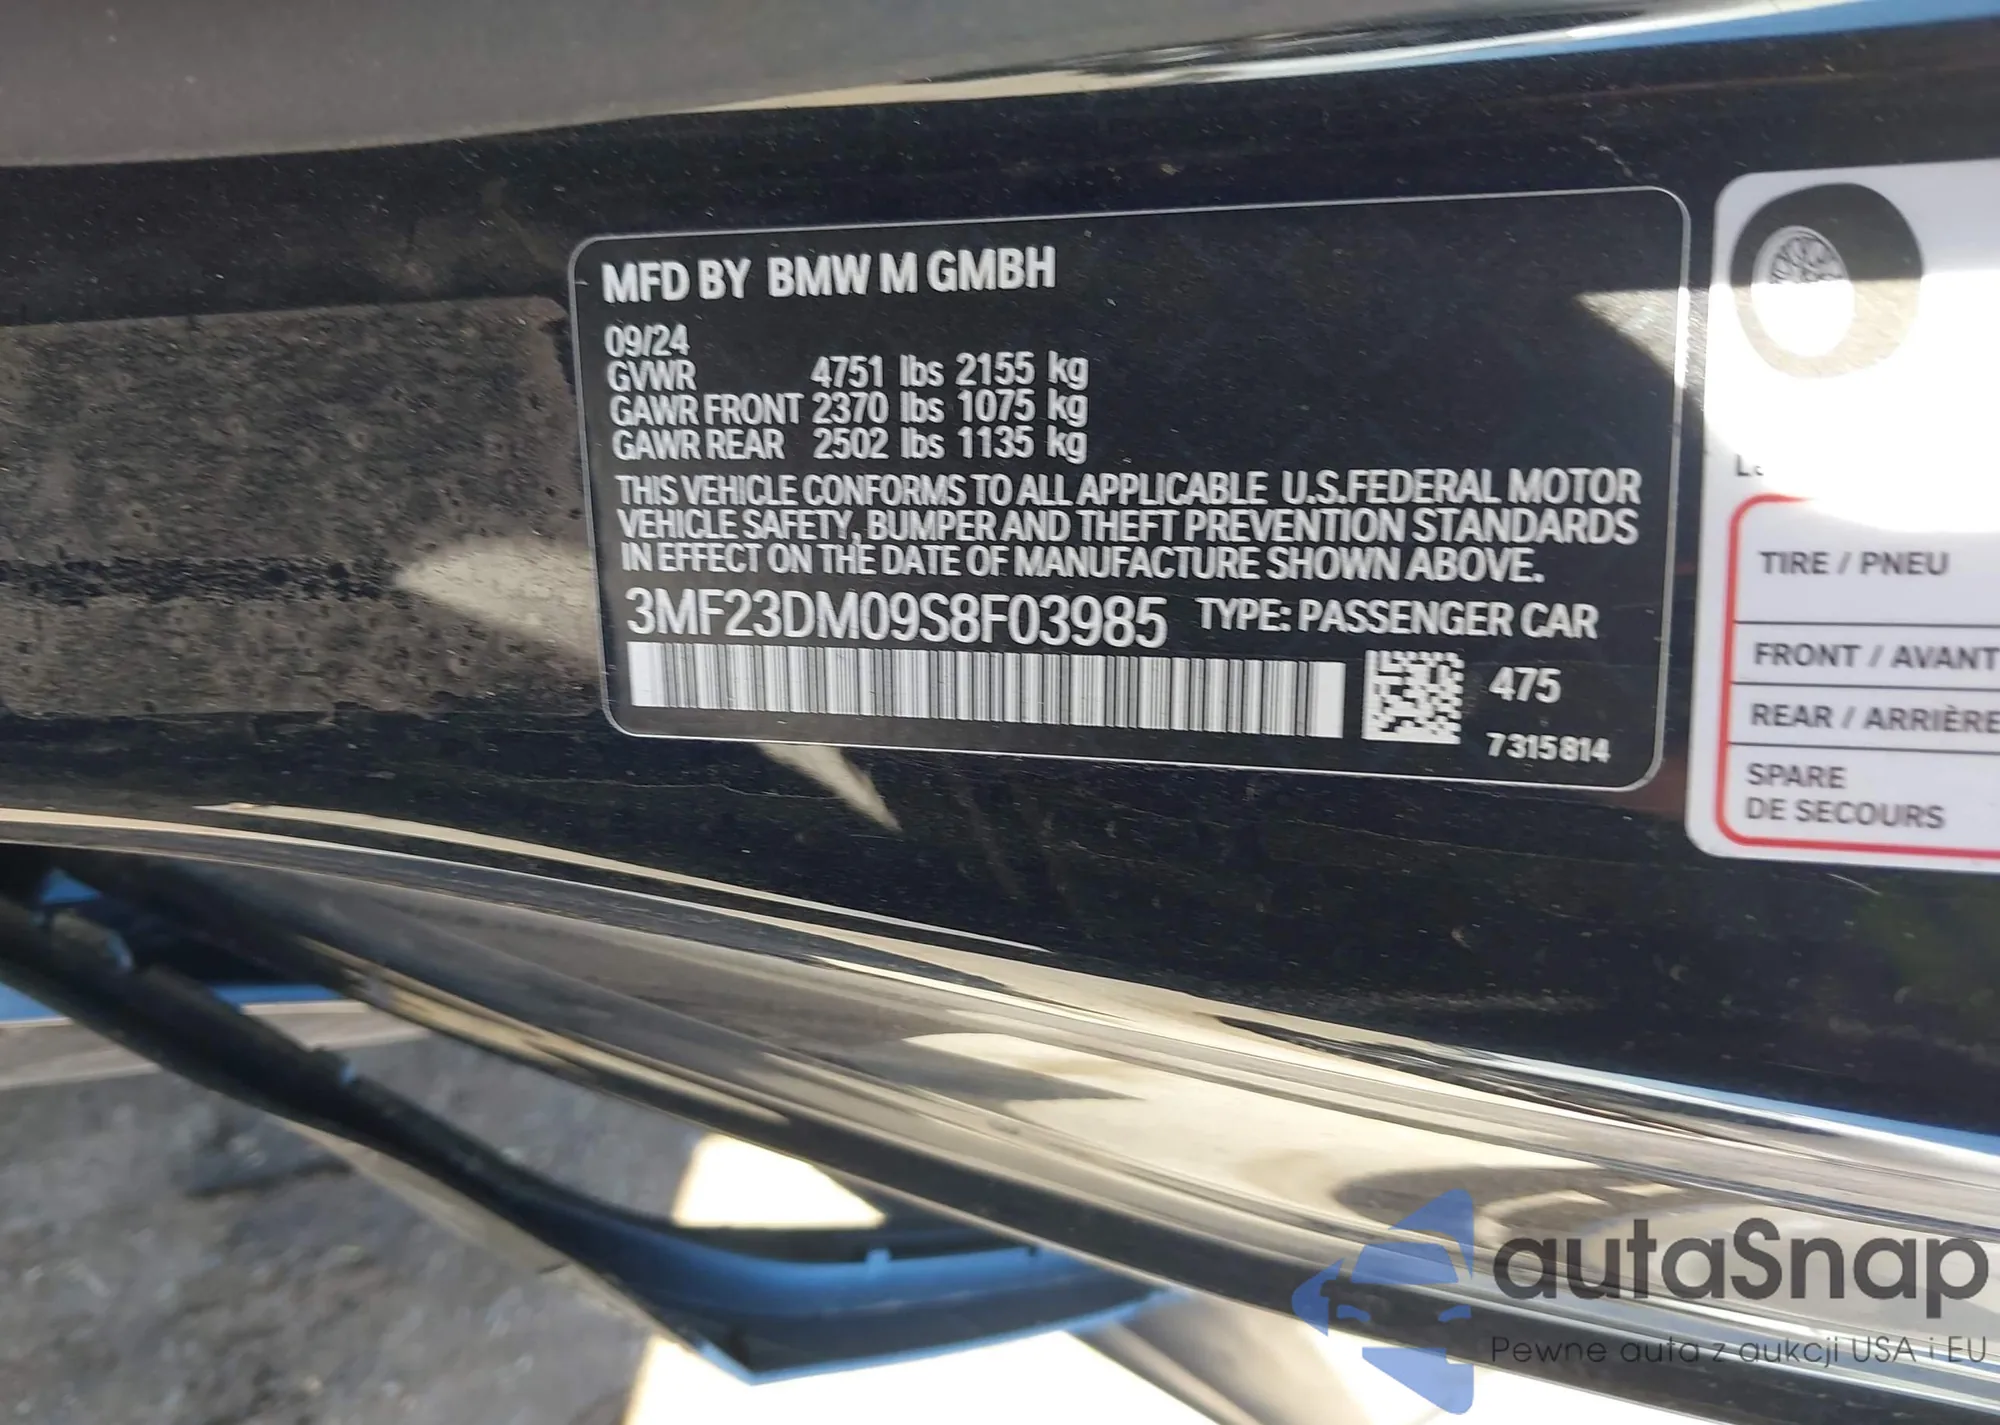 MFD BY BMW M GMBH
09/24
GVWR 4751 lbs 2155 kg
GAWR FRONT 2370 lbs 1075 kg
GAWR REAR 2502 lbs 1135 kg
THIS VEHICLE CONFORMS TO ALL APPLICABLE U.S.FEDERAL MOTOR
VEHICLE SAFETY, BUMPER AND THEFT PREVENTION STANDARDS
IN EFFECT ON THE DATE OF MANUFACTURE SHOWN ABOVE.
3MF23DM09S8F03985 TYPE: PASSENGER CAR
475
7315814
TIRE / PNEU
FRONT / AVANT
REAR / ARRIÈRE
SPARE
DE SECOURS
autaSnap
Pewne auta z aukcji USA i EU